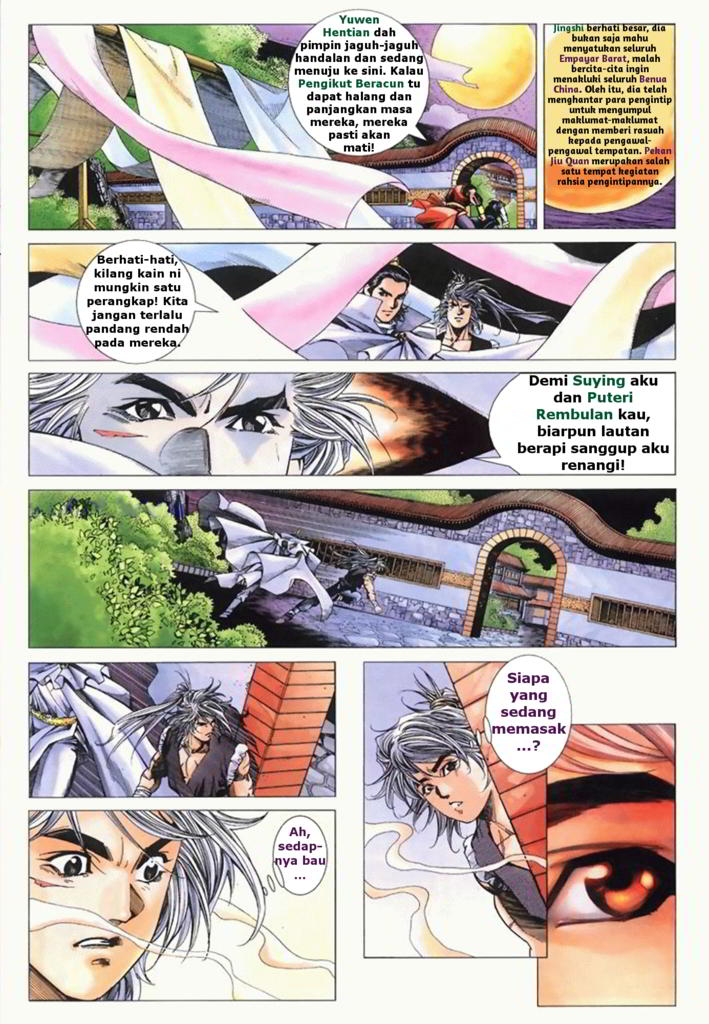 Yuwen
Hentian dah
pimpin jaguh-jaguh
handalan dan sedang
menuju ke sini. Kalau
Pengikut Beracun tu
dapat halang dan
panjangkan masa
mereka, mereka
pasti akan
mati!
Jingshi berhati besar, dia
bukan saja mahu
menyatukan seluruh
Empayar Barat, malah
bercita-cita ingin
menakluki seluruh Benua
China. Oleh itu, dia telah
menghantar para pengintip
untuk mengumpul
maklumat-maklumat
dengan memberi rasuah
kepada pengawal-
pengawal tempatan. Pekan
Jiu Quan merupakan salah
satu tempat kegiatan
rahsia pengintipannya.
Berhati-hati,
kilang kain ni
mungkin satu
perangkap! Kita
jangan terlalu
pandang rendah
pada mereka.
Demi Suying aku
dan Puteri
Rembulan kau,
biarpun lautan
berapi sanggup aku
renangi!
Siapa
yang
sedang
memasak
...?
Ah,
sedap-
nya bau
...